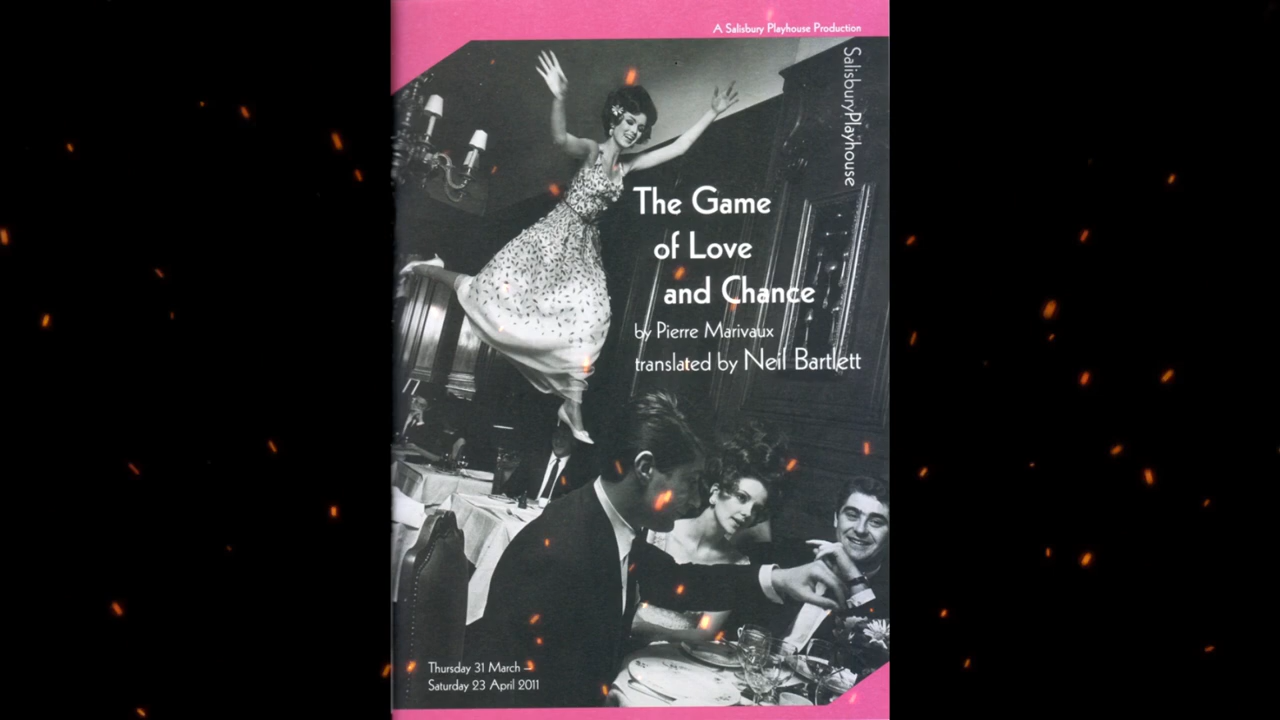 A Salisbury Playhouse Production
SalisburyPlayhouse
The Game
of Love
and Chance
by Pierre Marivaux
translated by Neil Bartlett
Thursday 31 March –
Saturday 23 April 2011